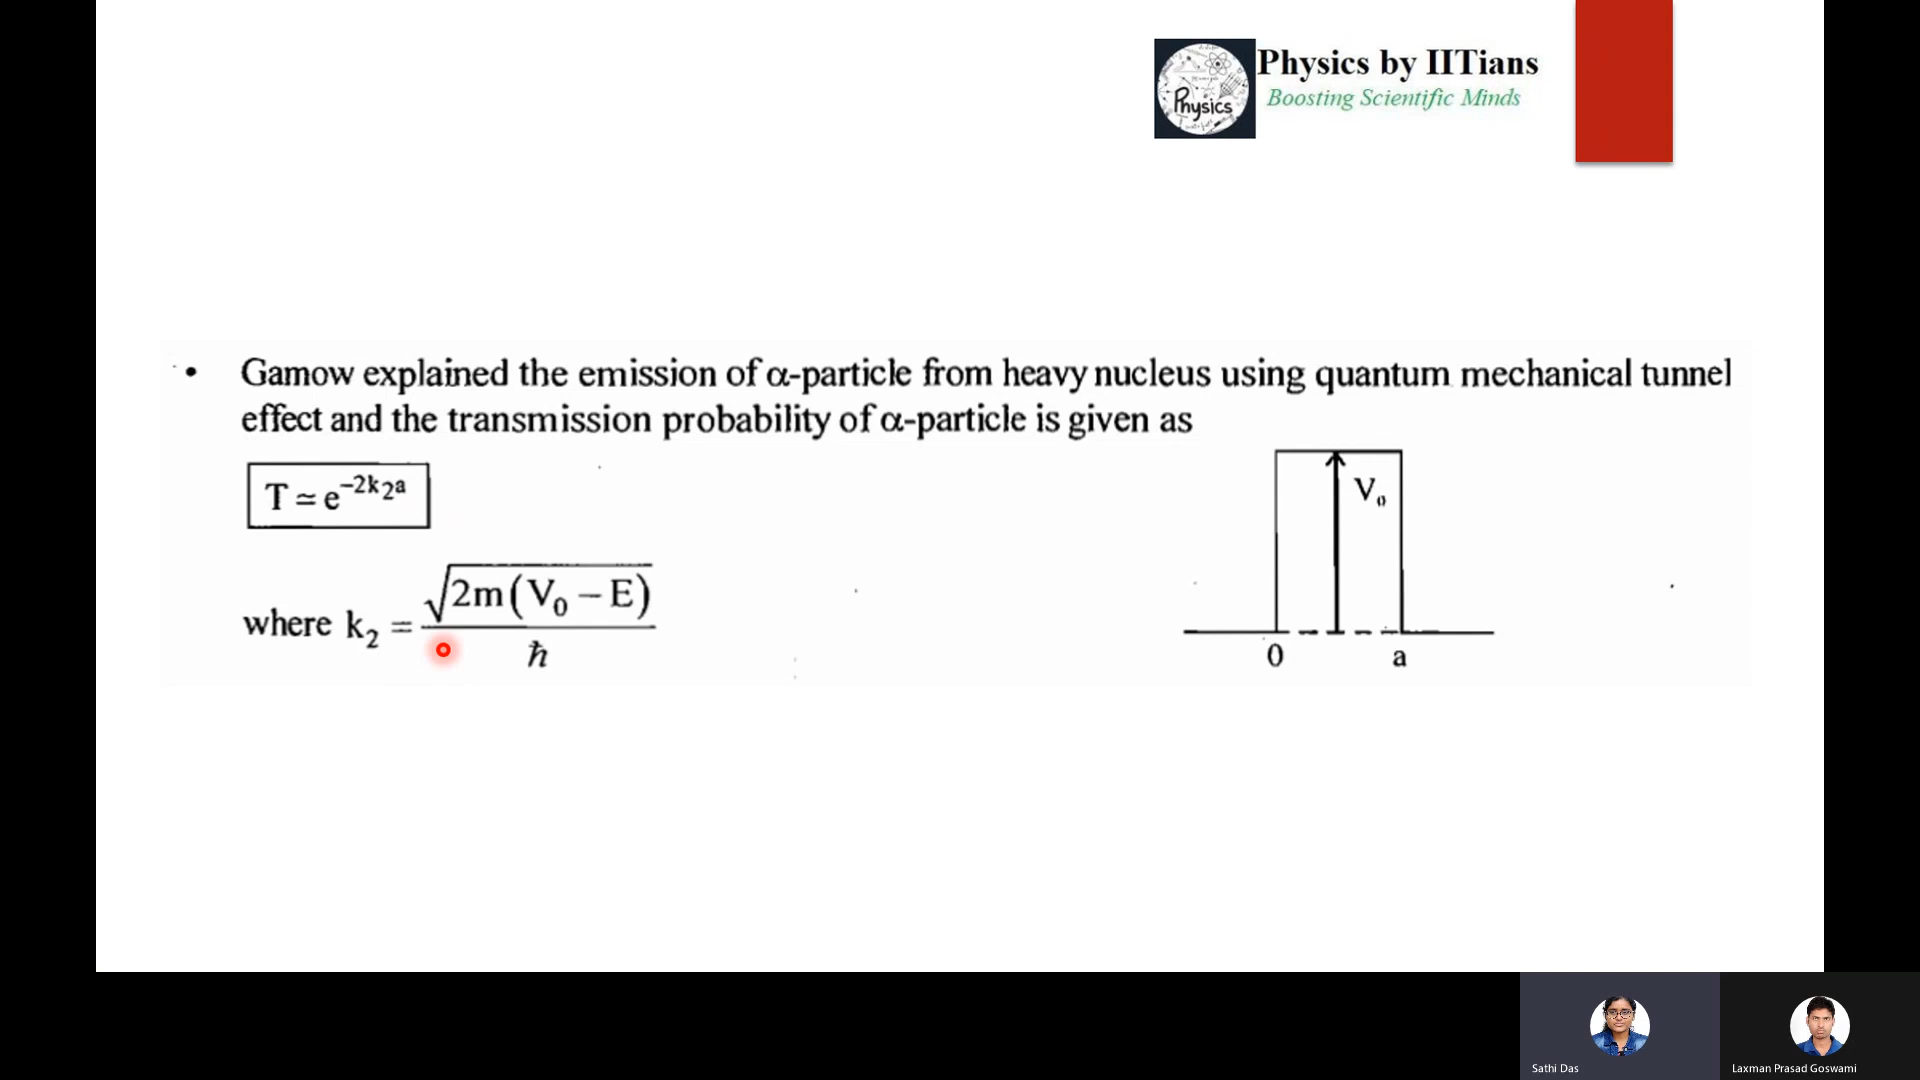 Physics by IITians
Boosting Scientific Minds
Physics
• Gamow explained the emission of α-particle from heavy nucleus using quantum mechanical tunnel
effect and the transmission probability of α-particle is given as
T ≃ e^{-2k₂a}
V₀
where k₂ = √(2m(V₀ – E)) / ħ
0 a
Sathi Das
Laxman Prasad Goswami